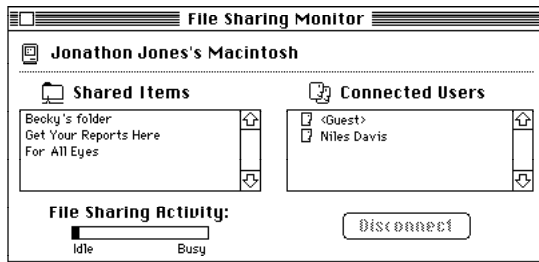 File Sharing Monitor
Jonathon Jones's Macintosh
Shared Items
Becky's folder
Get Your Reports Here
For All Eyes
Connected Users
<Guest>
Niles Davis
File Sharing Activity:
Idle Busy
Disconnect